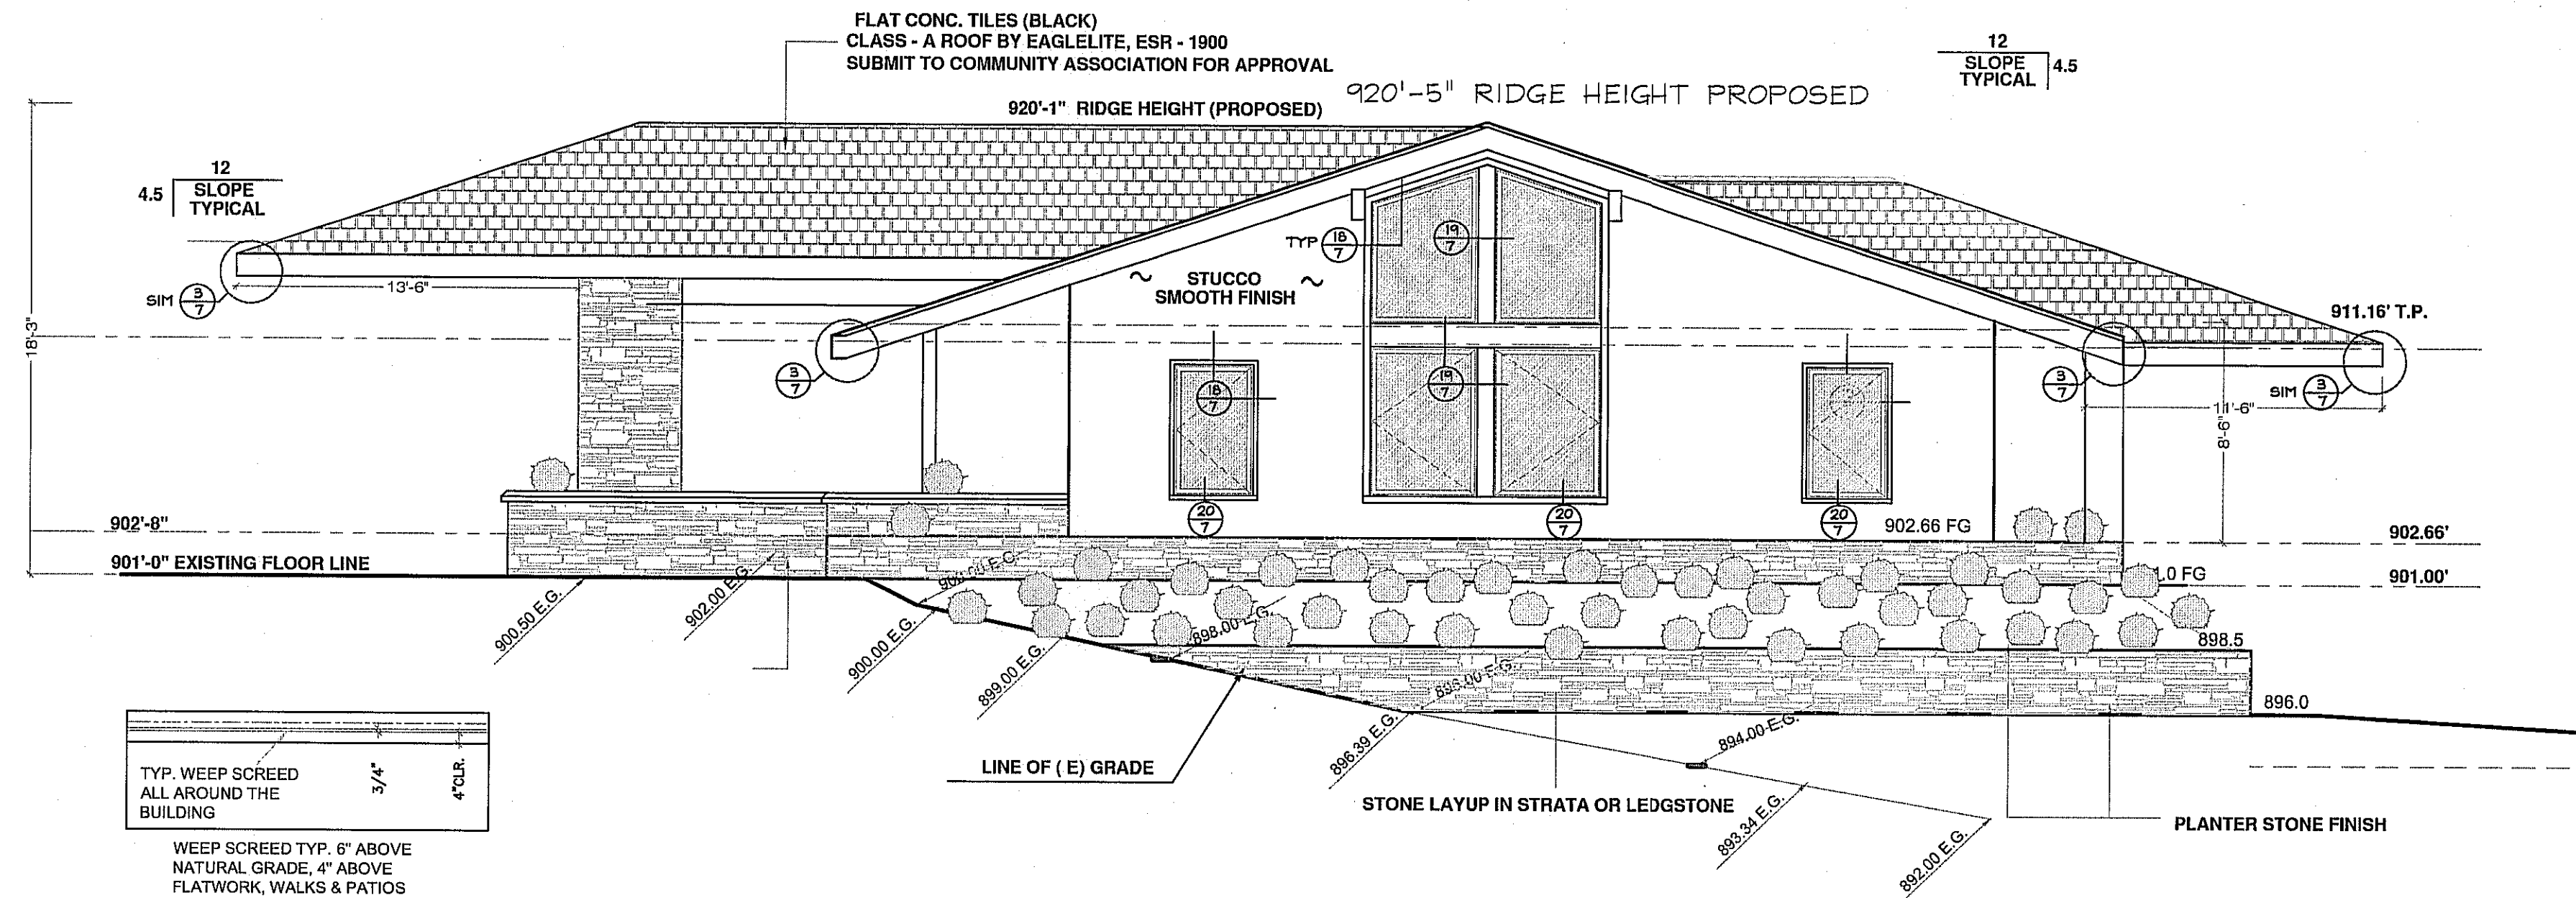 FLAT CONC. TILES (BLACK)
CLASS - A ROOF BY EAGLELITE, ESR - 1900
SUBMIT TO COMMUNITY ASSOCIATION FOR APPROVAL
920'-1" RIDGE HEIGHT (PROPOSED)
920'-5" RIDGE HEIGHT PROPOSED
12
SLOPE
TYPICAL
4.5
12
4.5
SLOPE
TYPICAL
18'-3"
SIM 3
7
13'-6"
TYP 18
7
19
7
STUCCO
SMOOTH FINISH
911.16' T.P.
3
7
18
7
19
7
3
7
SIM 3
7
11'-6"
8'-6"
20
7
20
7
20
7
902.66 FG
902'-8"
902.66'
901'-0" EXISTING FLOOR LINE
901.00'
.0 FG
900.50 E.G.
902.00 E.G.
900.00 E.G.
899.00 E.G.
898.00 E.G.
898.5
896.0
896.39 E.G.
894.00 E.G.
893.34 E.G.
892.00 E.G.
LINE OF ( E) GRADE
STONE LAYUP IN STRATA OR LEDGSTONE
PLANTER STONE FINISH
TYP. WEEP SCREED
ALL AROUND THE
BUILDING
3/4"
4"CLR.
WEEP SCREED TYP. 6" ABOVE
NATURAL GRADE, 4" ABOVE
FLATWORK, WALKS & PATIOS